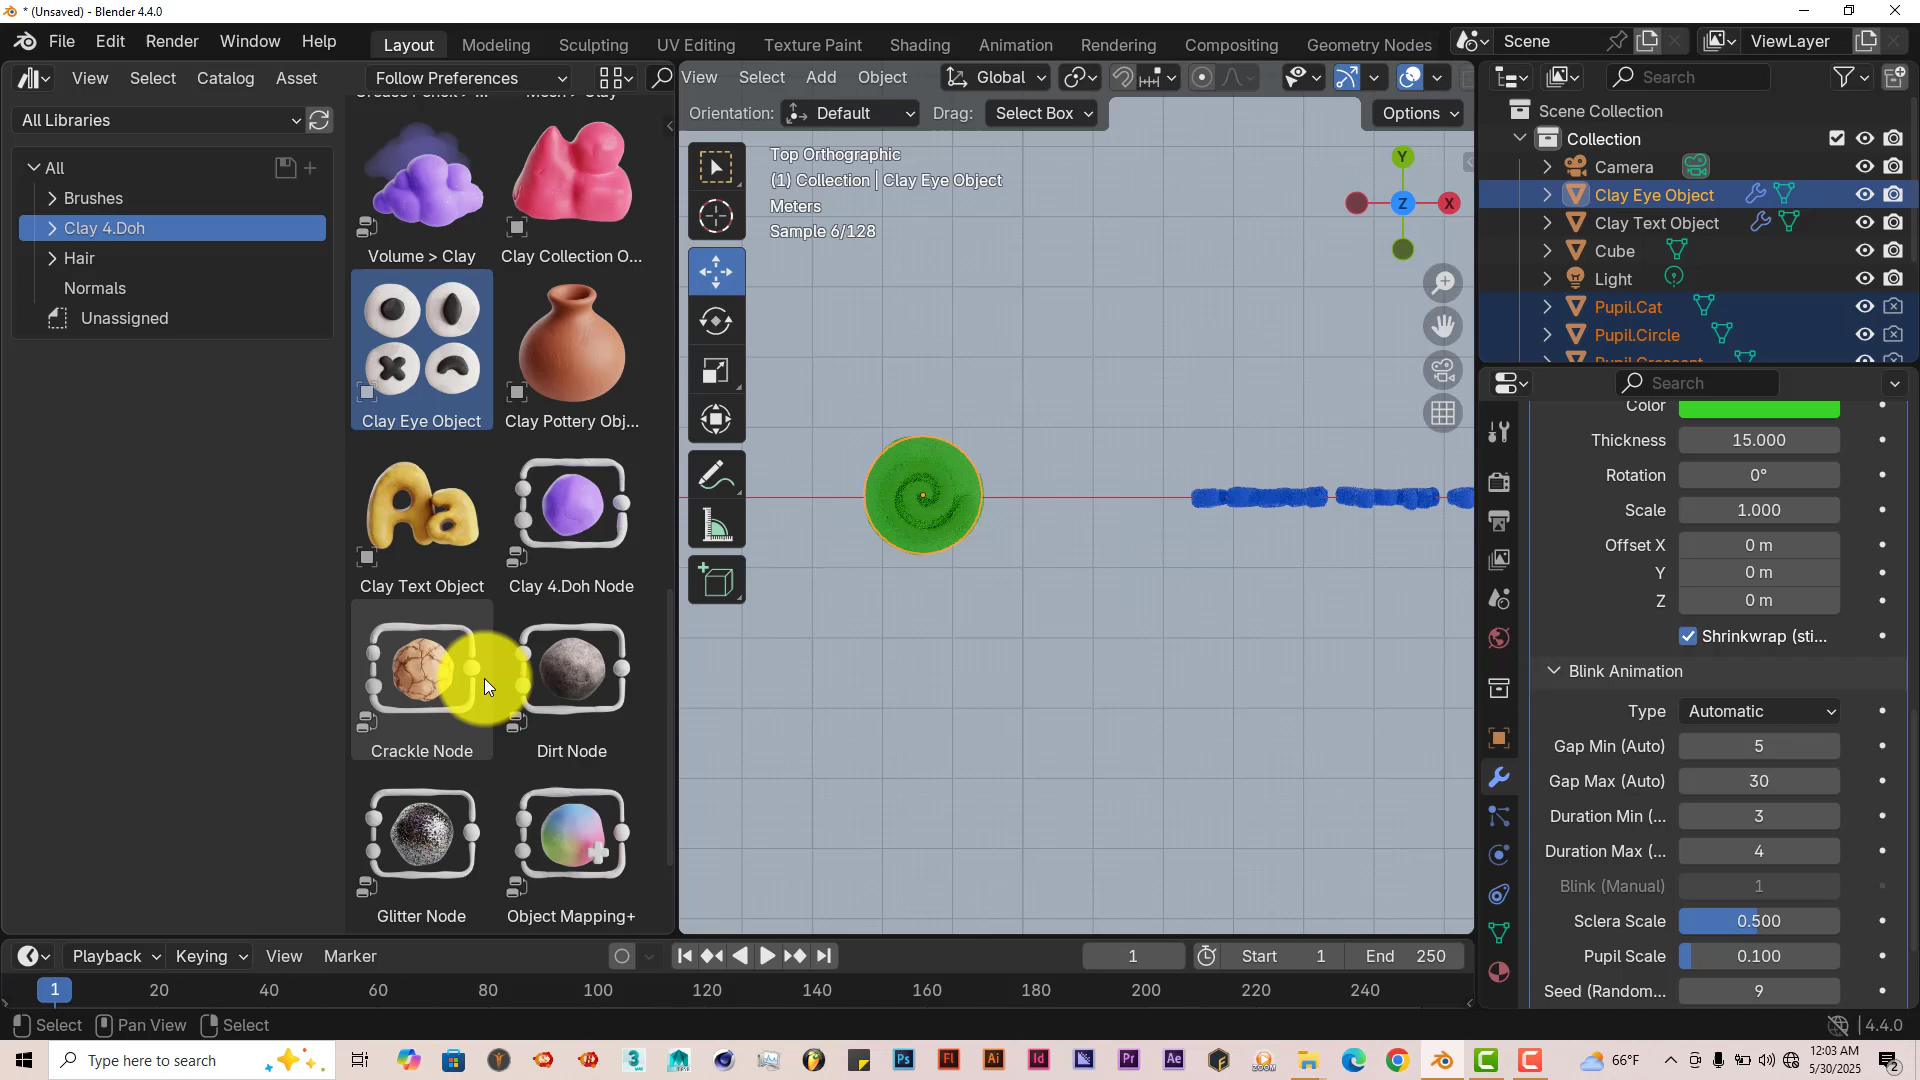 * (Unsaved) - Blender 4.4.0
File Edit Render Window Help
Layout Modeling Sculpting UV Editing Texture Paint Shading Animation Rendering Compositing Geometry Nodes
Scene
ViewLayer
View Select Catalog Asset
Follow Preferences
View Select Add Object
Global
Search
All Libraries
Orientation: Default
Drag: Select Box
Options
All
Brushes
Clay 4.Doh
Hair
Normals
Unassigned
Volume > Clay
Clay Collection O...
Clay Eye Object
Clay Pottery Obj...
Clay Text Object
Clay 4.Doh Node
Crackle Node
Dirt Node
Glitter Node
Object Mapping+
Top Orthographic
(1) Collection | Clay Eye Object
Meters
Sample 6/128
Y
Z
X
Scene Collection
Collection
Camera
Clay Eye Object
Clay Text Object
Cube
Light
Pupil.Cat
Pupil.Circle
Search
Color
Thickness 15.000
Rotation 0°
Scale 1.000
Offset X 0 m
Y 0 m
Z 0 m
Shrinkwrap (sti...
Blink Animation
Type Automatic
Gap Min (Auto) 5
Gap Max (Auto) 30
Duration Min (... 3
Duration Max (... 4
Blink (Manual) 1
Sclera Scale 0.500
Pupil Scale 0.100
Seed (Random... 9
Playback Keying View Marker
1
Start 1
End 250
1 20 40 60 80 100 120 140 160 180 200 220 240
Select Pan View Select
4.4.0
Type here to search
66°F
12:03 AM
5/30/2025
2